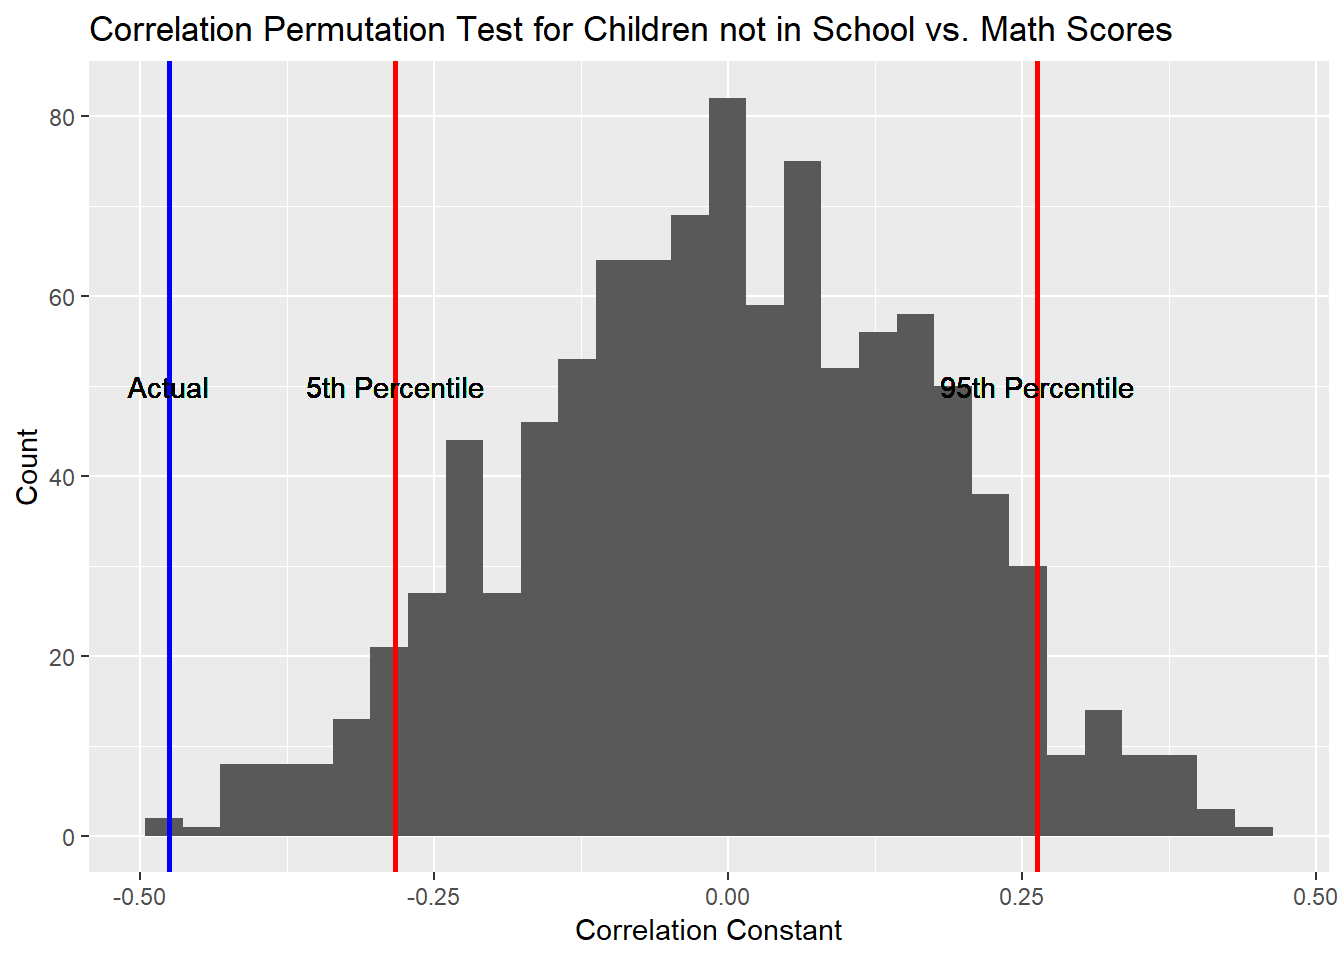 Correlation Permutation Test for Children not in School vs. Math Scores
80
60
Actual 5th Percentile 95th Percentile
Count
40
20
0
-0.50 -0.25 0.00 0.25 0.50
Correlation Constant